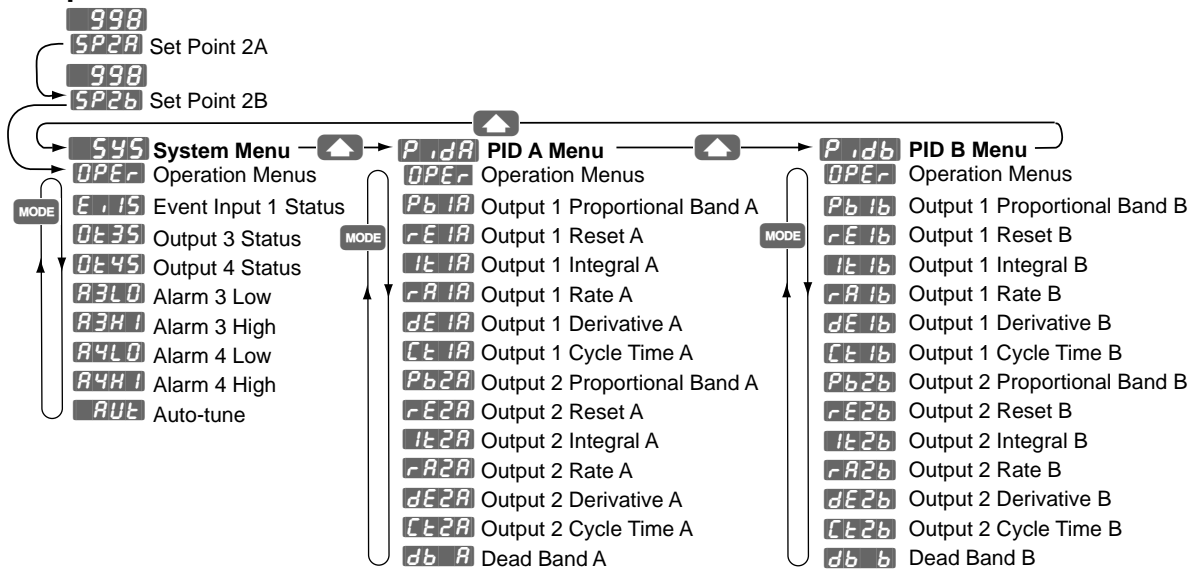 998
SP2A Set Point 2A
998
SP2b Set Point 2B
SYS System Menu
OPEr Operation Menus
MODE
Ei1S Event Input 1 Status
Ot3S Output 3 Status
Ot4S Output 4 Status
A3LO Alarm 3 Low
A3HI Alarm 3 High
A4LO Alarm 4 Low
A4HI Alarm 4 High
AUt Auto-tune
PidA PID A Menu
OPEr Operation Menus
MODE
Pb1A Output 1 Proportional Band A
rE1A Output 1 Reset A
It1A Output 1 Integral A
rA1A Output 1 Rate A
dE1A Output 1 Derivative A
Ct1A Output 1 Cycle Time A
Pb2A Output 2 Proportional Band A
rE2A Output 2 Reset A
It2A Output 2 Integral A
rA2A Output 2 Rate A
dE2A Output 2 Derivative A
Ct2A Output 2 Cycle Time A
db A Dead Band A
Pidb PID B Menu
OPEr Operation Menus
MODE
Pb1b Output 1 Proportional Band B
rE1b Output 1 Reset B
It1b Output 1 Integral B
rA1b Output 1 Rate B
dE1b Output 1 Derivative B
Ct1b Output 1 Cycle Time B
Pb2b Output 2 Proportional Band B
rE2b Output 2 Reset B
It2b Output 2 Integral B
rA2b Output 2 Rate B
dE2b Output 2 Derivative B
Ct2b Output 2 Cycle Time B
db b Dead Band B